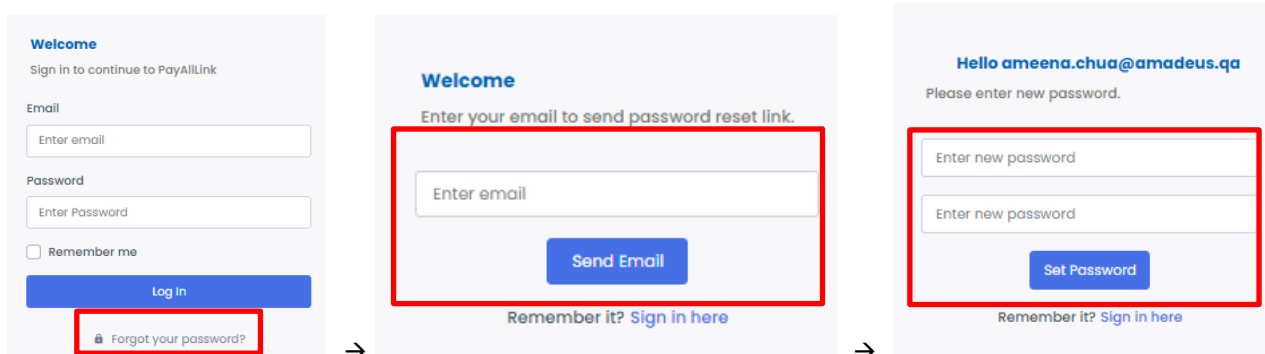 Welcome
Sign in to continue to PayAllLink
Email
Enter email
Password
Enter Password
Remember me
Log In
Forgot your password?
→
Welcome
Enter your email to send password reset link.
Enter email
Send Email
Remember it? Sign in here
→
Hello ameena.chua@amadeus.qa
Please enter new password.
Enter new password
Enter new password
Set Password
Remember it? Sign in here